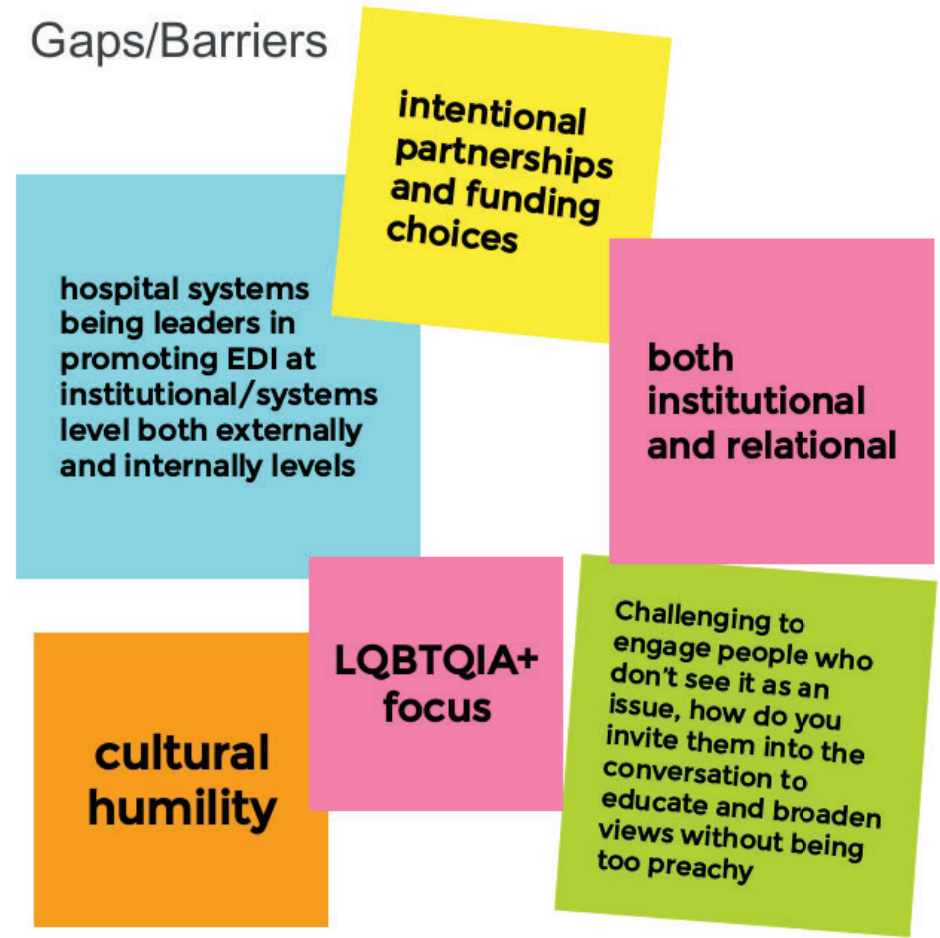 Gaps/Barriers
intentional
partnerships
and funding
choices
hospital systems
being leaders in
promoting EDI at
institutional/systems
level both externally
and internally levels
both
institutional
and relational
LQBTQIA+
focus
cultural
humility
Challenging to
engage people who
don't see it as an
issue, how do you
invite them into the
conversation to
educate and broaden
views without being
too preachy